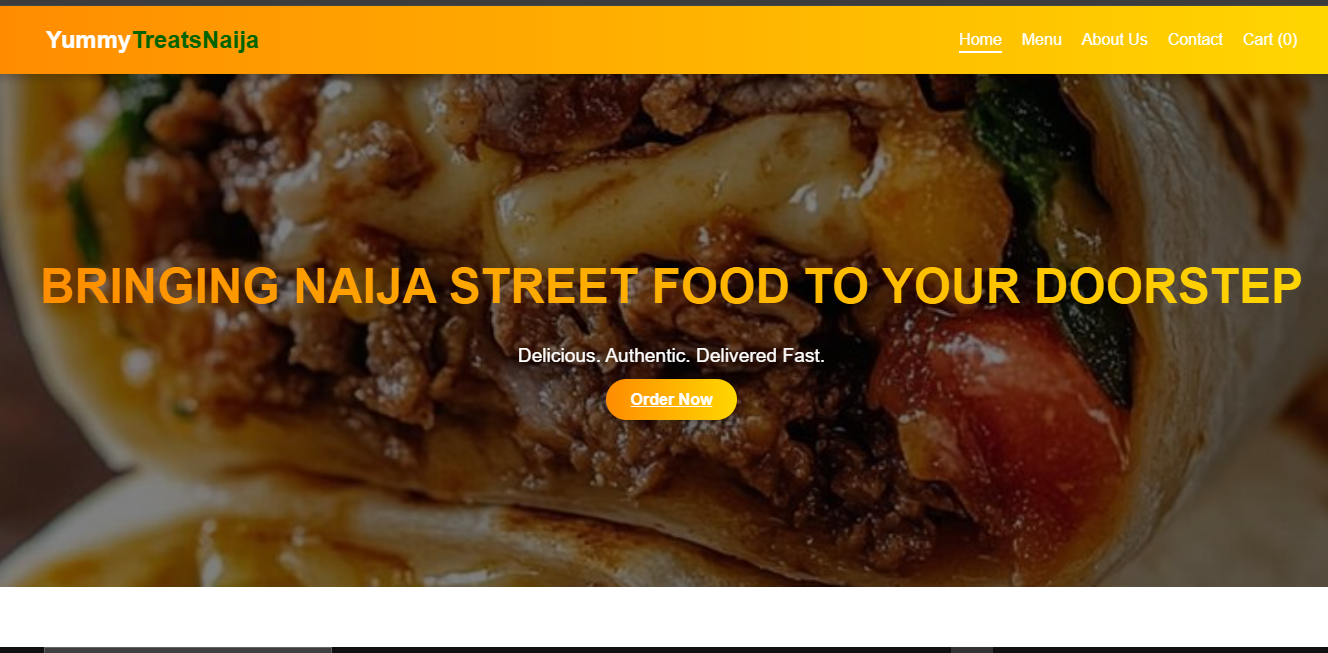 YummyTreatsNaija
Home Menu About Us Contact Cart (0)
BRINGING NAIJA STREET FOOD TO YOUR DOORSTEP
Delicious. Authentic. Delivered Fast.
Order Now